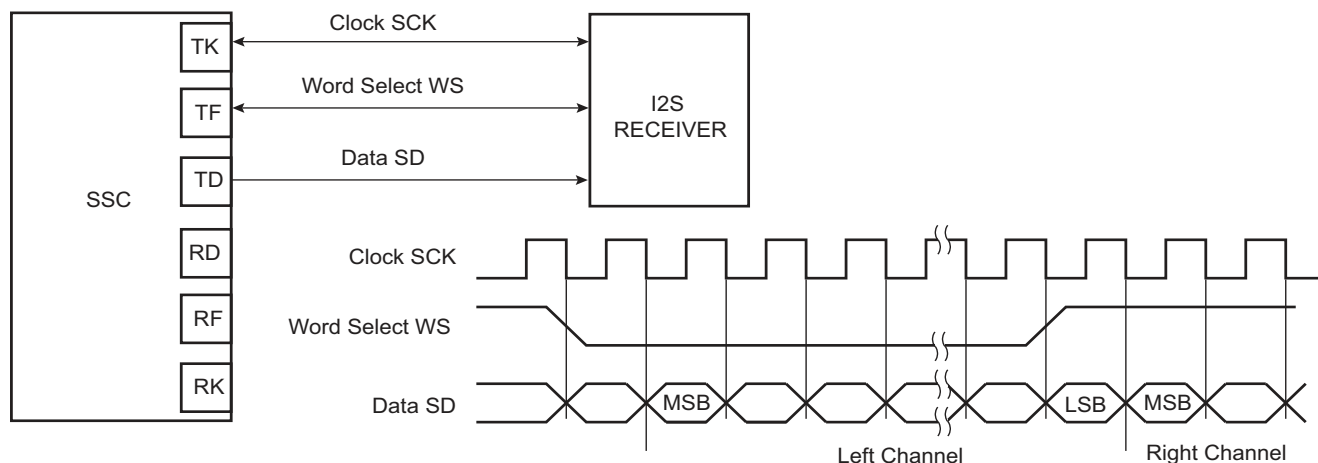 Clock SCK
TK
Word Select WS
TF
I2S
RECEIVER
Data SD
TD
SSC
RD
RF
RK
Clock SCK
Word Select WS
Data SD
MSB
LSB
MSB
Left Channel
Right Channel